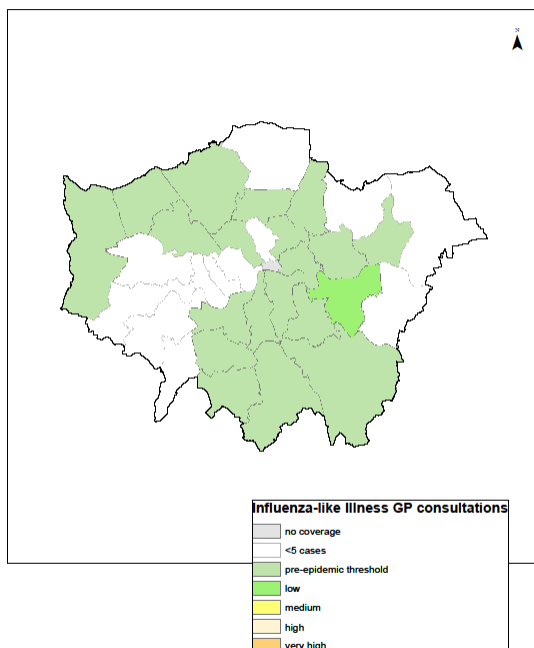 N
Influenza-like Illness GP consultations
no coverage
<5 cases
pre-epidemic threshold
low
medium
high
very high